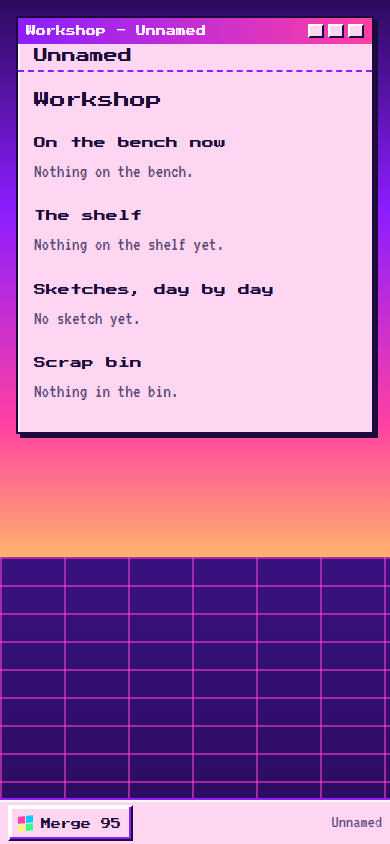 Workshop — Unnamed
Unnamed
Workshop
On the bench now
Nothing on the bench.
The shelf
Nothing on the shelf yet.
Sketches, day by day
No sketch yet.
Scrap bin
Nothing in the bin.
Merge 95
Unnamed